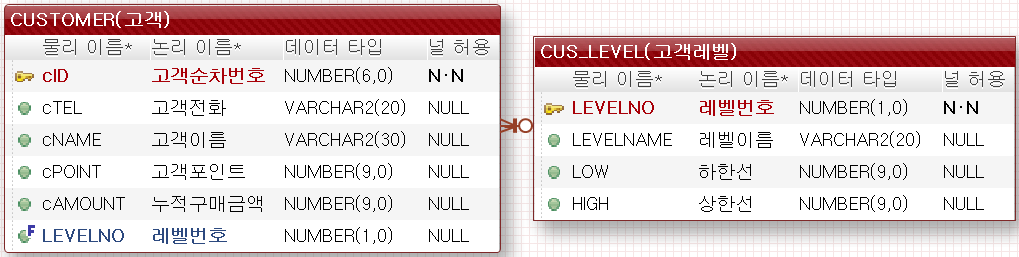 CUSTOMER(고객)
물리 이름* 논리 이름* 데이터 타입 널 허용
cID 고객순차번호 NUMBER(6,0) N·N
cTEL 고객전화 VARCHAR2(20) NULL
cNAME 고객이름 VARCHAR2(30) NULL
cPOINT 고객포인트 NUMBER(9,0) NULL
cAMOUNT 누적구매금액 NUMBER(9,0) NULL
F LEVELNO 레벨번호 NUMBER(1,0) NULL
CUS_LEVEL(고객레벨)
물리 이름* 논리 이름* 데이터 타입 널 허용
LEVELNO 레벨번호 NUMBER(1,0) N·N
LEVELNAME 레벨이름 VARCHAR2(20) NULL
LOW 하한선 NUMBER(9,0) NULL
HIGH 상한선 NUMBER(9,0) NULL